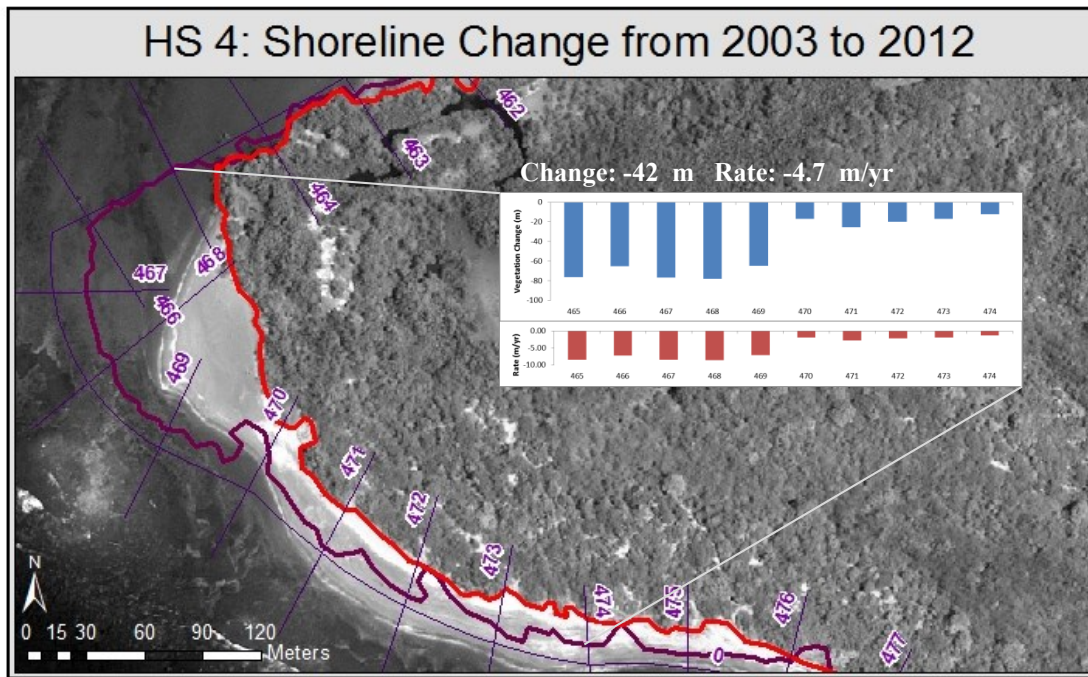 HS 4: Shoreline Change from 2003 to 2012
462
463
464
Change: -42 m Rate: -4.7 m/yr
Vegetation Change (m)
0
-20
-40
-60
-80
-100
465 466 467 468 469 470 471 472 473 474
Rate (m/yr)
0.00
-5.00
-10.00
465 466 467 468 469 470 471 472 473 474
468
467
466
469
470
471
472
473
474
475
476
477
0
N
0 15 30 60 90 120
Meters